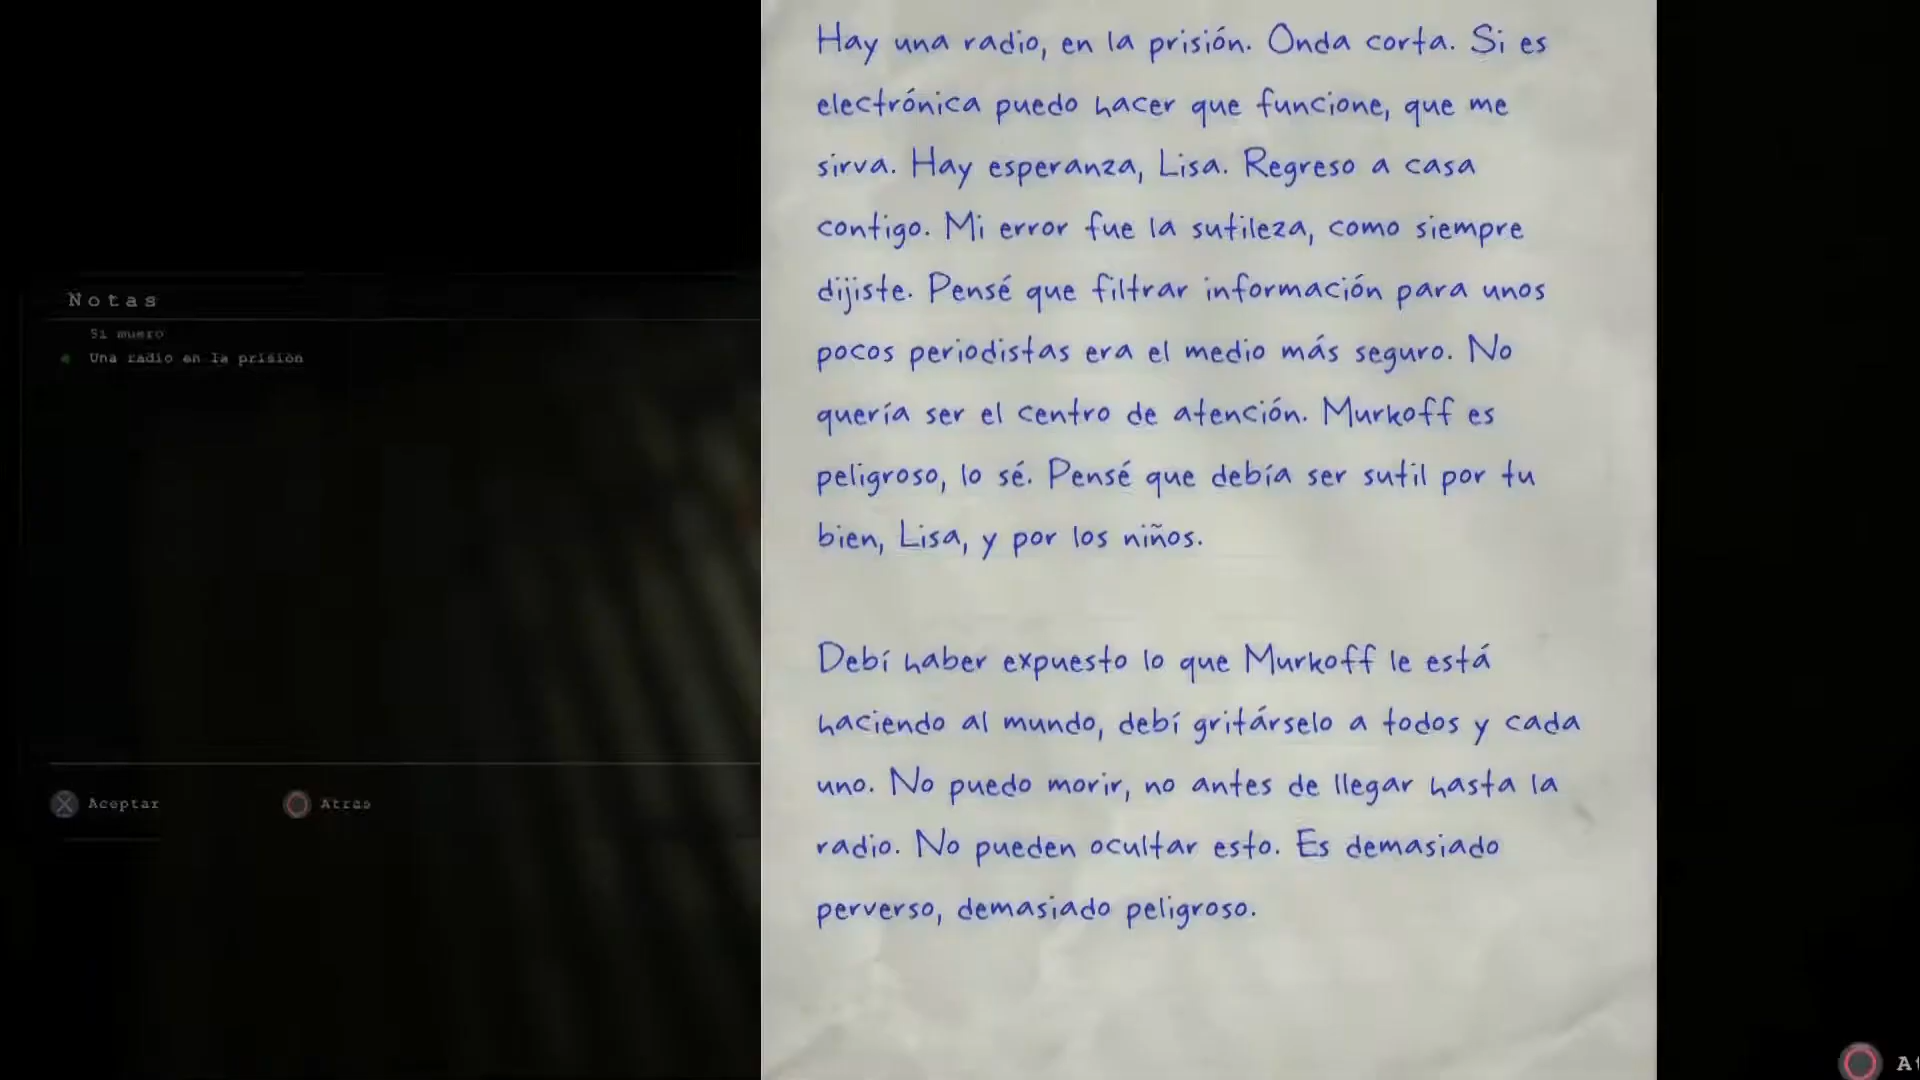 Hay una radio, en la prisión. Onda corta. Si es
electrónica puedo hacer que funcione, que me
sirva. Hay esperanza, Lisa. Regreso a casa
contigo. Mi error fue la sutileza, como siempre
dijiste. Pensé que filtrar información para unos
pocos periodistas era el medio más seguro. No
quería ser el centro de atención. Murkoff es
peligroso, lo sé. Pensé que debía ser sutil por tu
bien, Lisa, y por los niños.
Debí haber expuesto lo que Murkoff le está
haciendo al mundo, debí gritárselo a todos y cada
uno. No puedo morir, no antes de llegar hasta la
radio. No pueden ocultar esto. Es demasiado
perverso, demasiado peligroso.
Notas
Si muero
Una radio en la prisión
Aceptar
Atrás